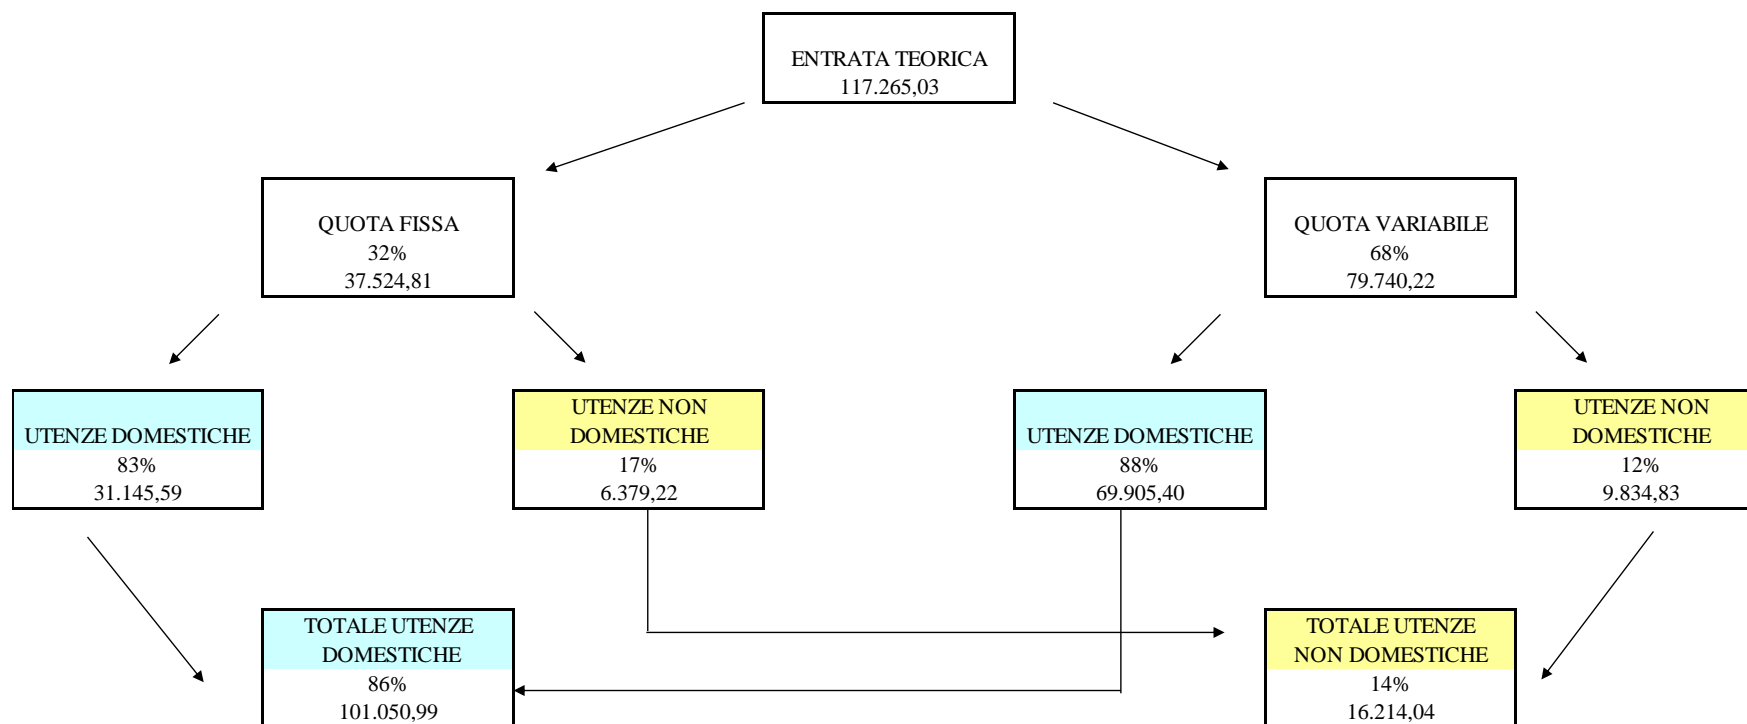 ENTRATA TEORICA
117.265,03
QUOTA FISSA
32%
37.524,81
QUOTA VARIABILE
68%
79.740,22
UTENZE DOMESTICHE
83%
31.145,59
UTENZE NON
DOMESTICHE
17%
6.379,22
UTENZE DOMESTICHE
88%
69.905,40
UTENZE NON
DOMESTICHE
12%
9.834,83
TOTALE UTENZE
DOMESTICHE
86%
101.050,99
TOTALE UTENZE
NON DOMESTICHE
14%
16.214,04